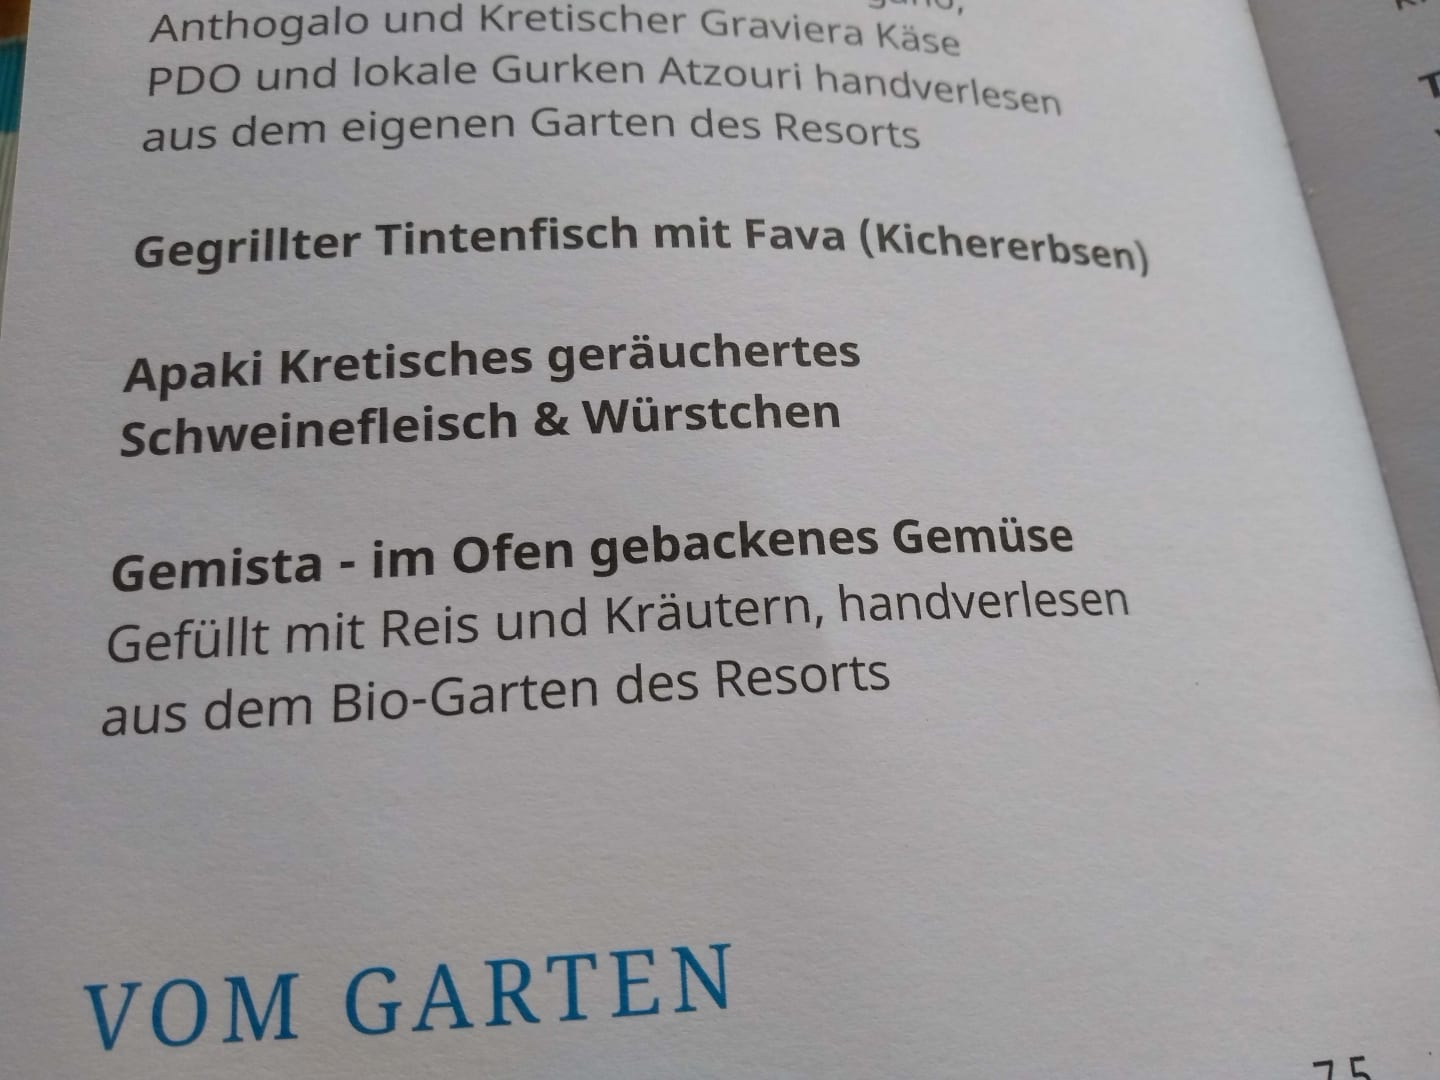 Anthogalo und Kretischer Graviera Käse
PDO und lokale Gurken Atzouri handverlesen
aus dem eigenen Garten des Resorts
Gegrillter Tintenfisch mit Fava (Kichererbsen)
Apaki Kretisches geräuchertes
Schweinefleisch & Würstchen
Gemista - im Ofen gebackenes Gemüse
Gefüllt mit Reis und Kräutern, handverlesen
aus dem Bio-Garten des Resorts
VOM GARTEN